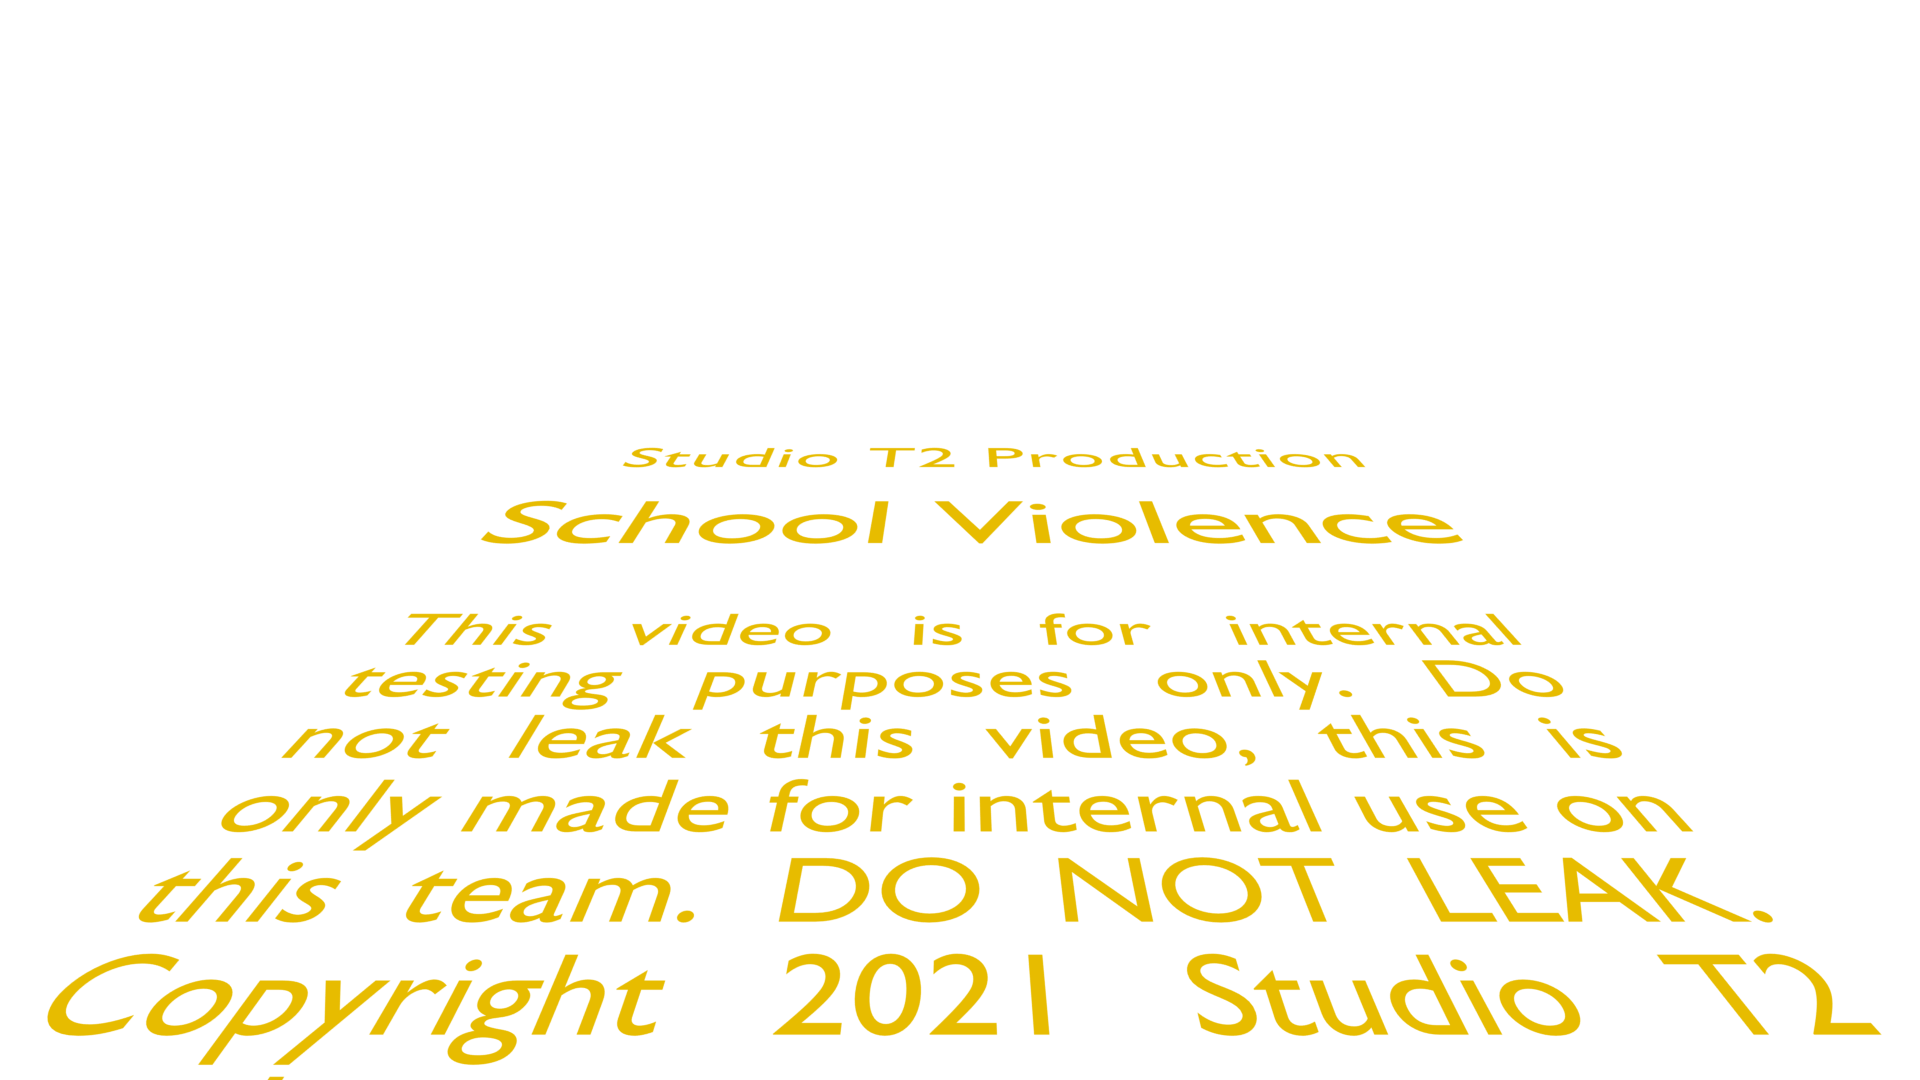 Studio T2 Production
School Violence
This video is for internal
testing purposes only. Do
not leak this video, this is
only made for internal use on
this team. DO NOT LEAK.
Copyright 2021 Studio T2